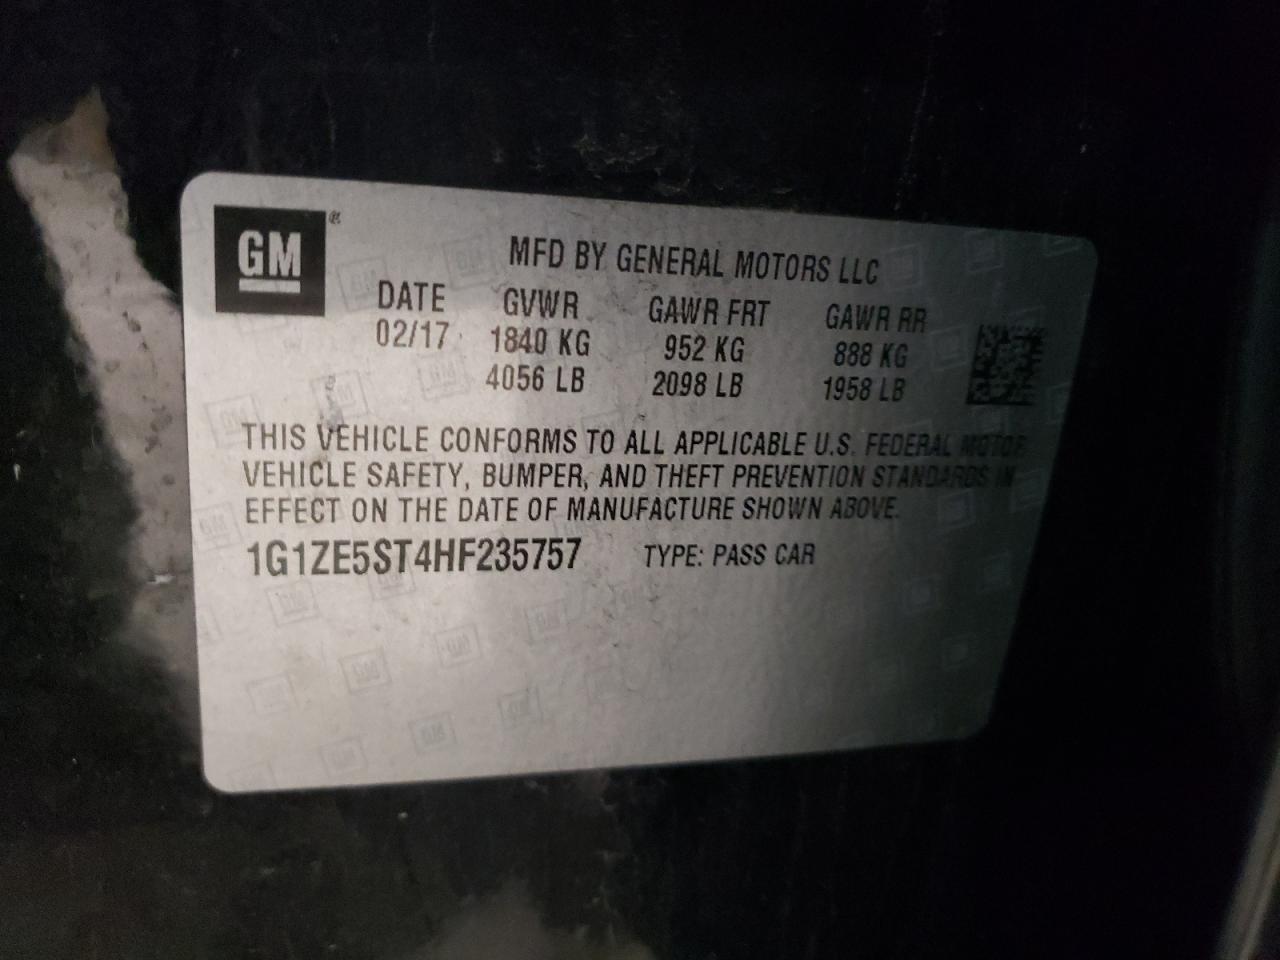 GM®
MFD BY GENERAL MOTORS LLC
DATE GVWR GAWR FRT GAWR RR
02/17 1840 KG 952 KG 888 KG
4056 LB 2098 LB 1958 LB
THIS VEHICLE CONFORMS TO ALL APPLICABLE U.S. FEDERAL MOTOR
VEHICLE SAFETY, BUMPER, AND THEFT PREVENTION STANDARDS IN
EFFECT ON THE DATE OF MANUFACTURE SHOWN ABOVE.
1G1ZE5ST4HF235757 TYPE: PASS CAR